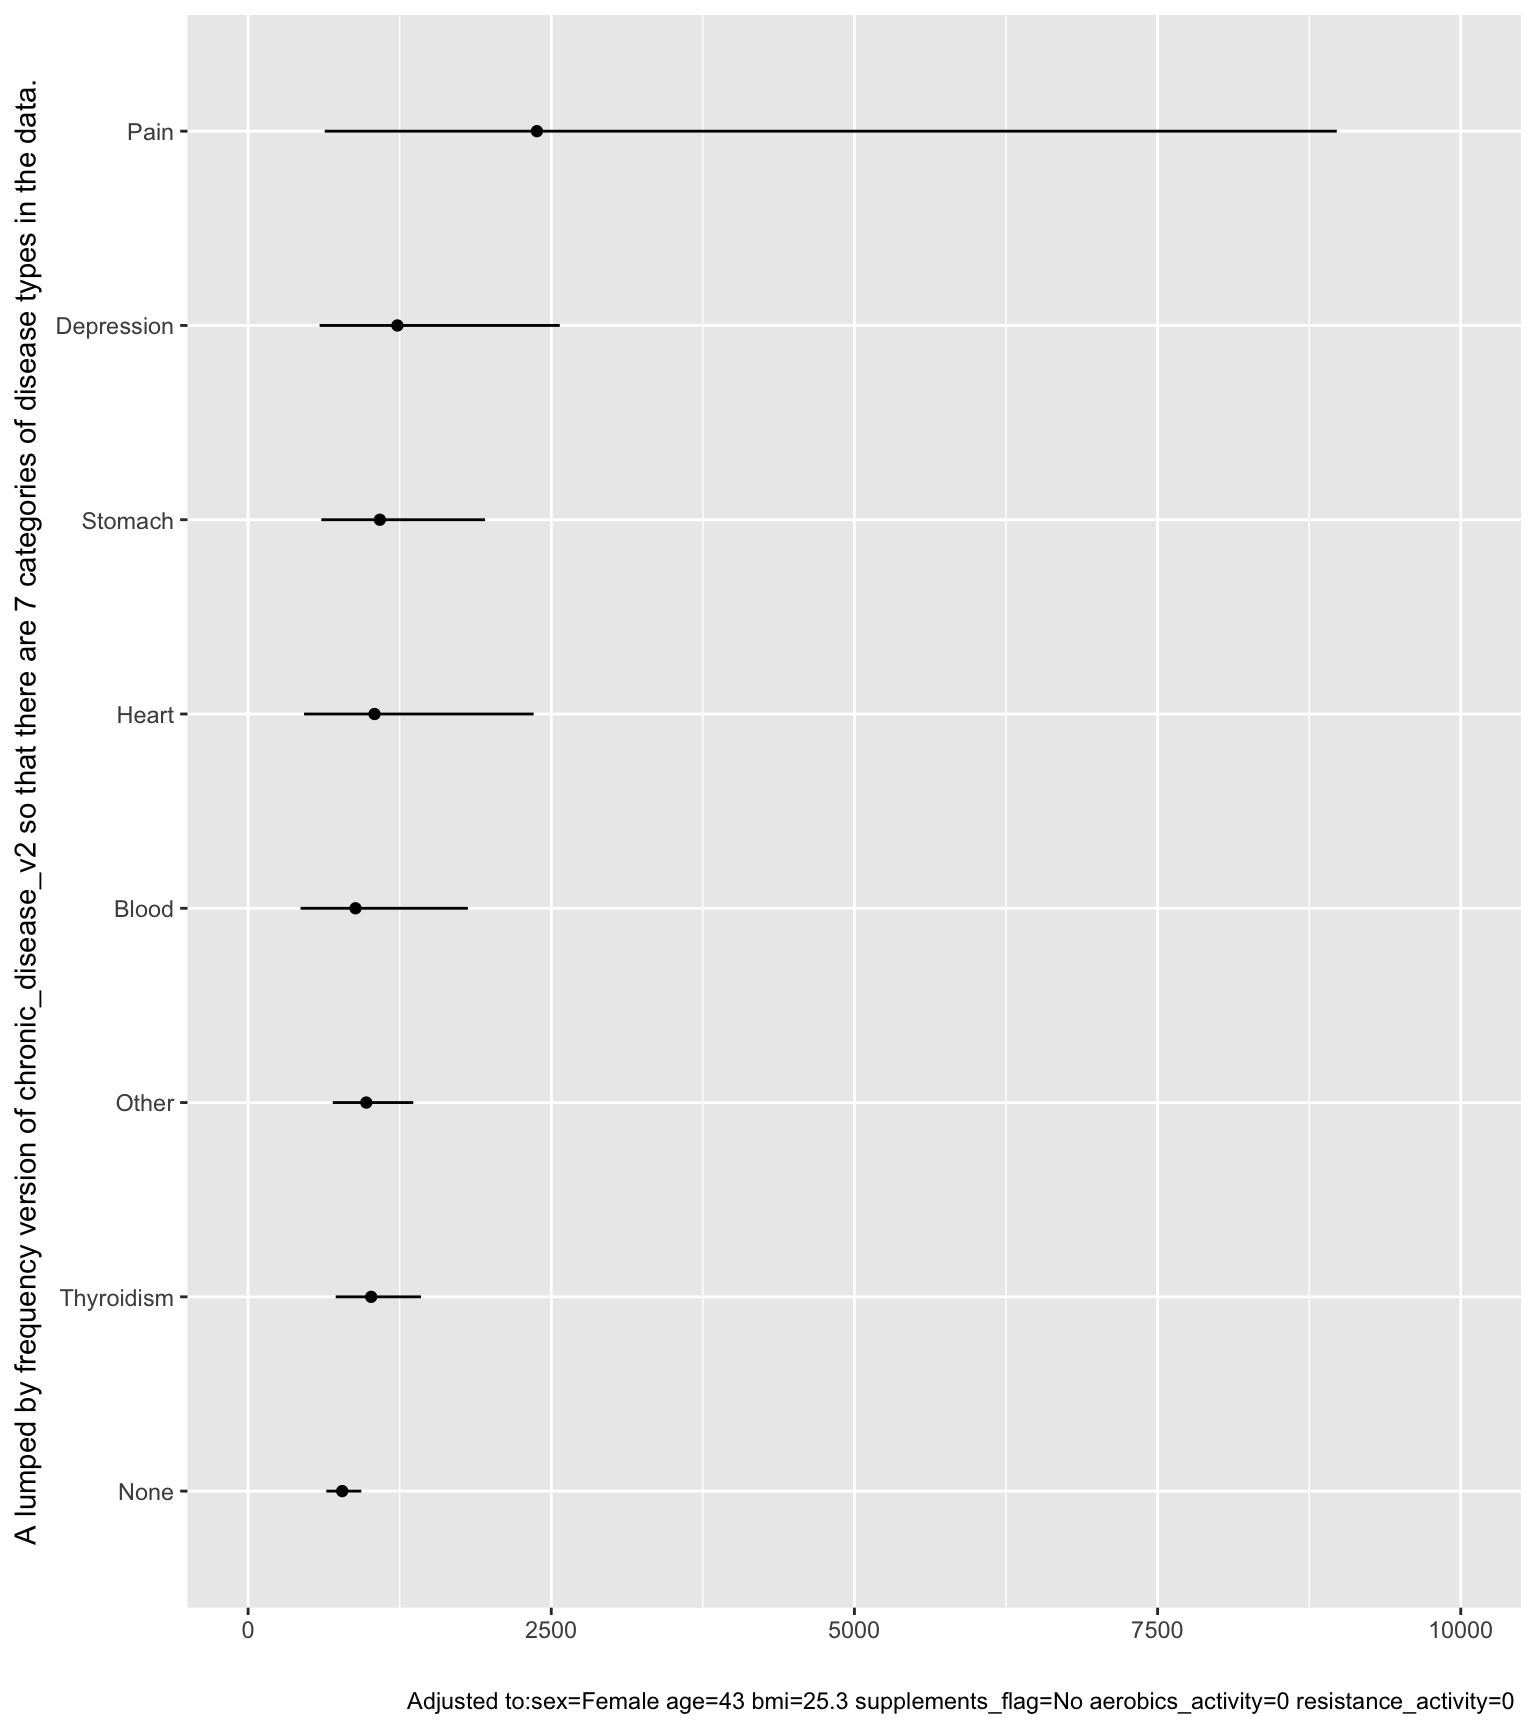 A lumped by frequency version of chronic_disease_v2 so that there are 7 categories of disease types in the data.
Pain
Depression
Stomach
Heart
Blood
Other
Thyroidism
None
0 2500 5000 7500 10000
Adjusted to:sex=Female age=43 bmi=25.3 supplements_flag=No aerobics_activity=0 resistance_activity=0